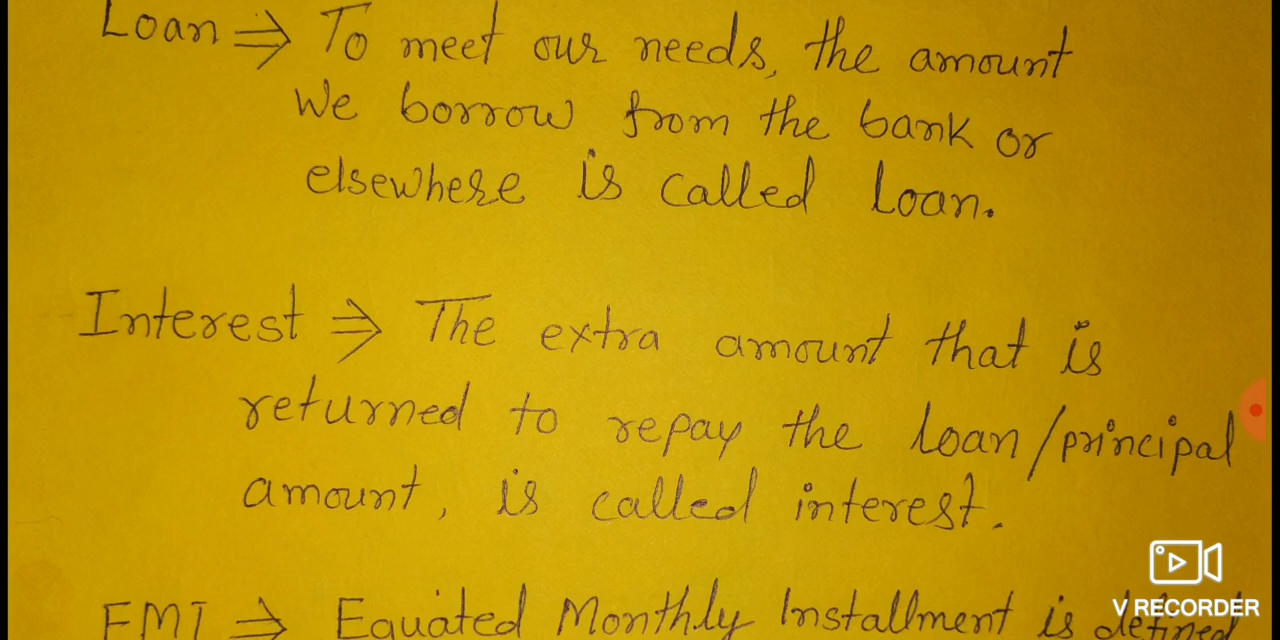 Loan ⇒ To meet our needs, the amount
we borrow from the bank or
elsewhere is called loan.
Interest ⇒ The extra amount that is
returned to repay the loan/principal
amount, is called interest.
EMI ⇒ Equated Monthly Installment is defined
V RECORDER